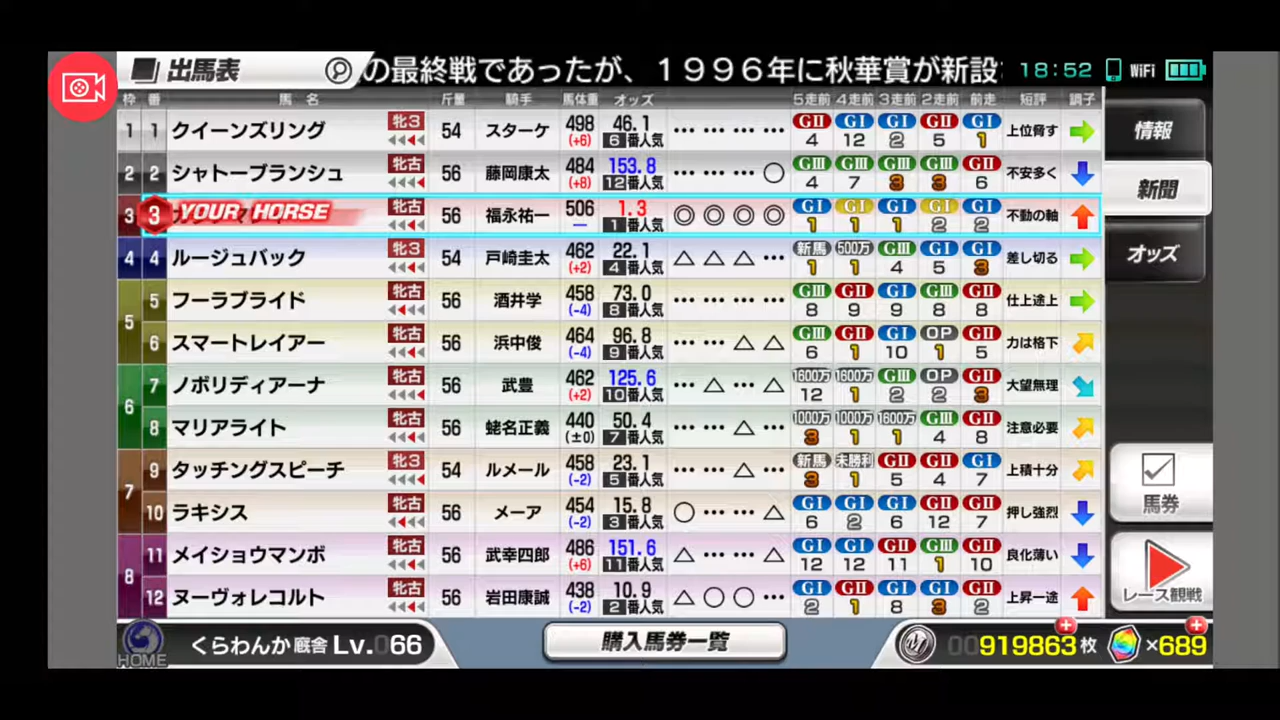 出馬表 の最終戦であったが、1996年に秋華賞が新設 18:52 WiFi
枠 番 馬名 斤量 騎手 馬体重 オッズ 5走前 4走前 3走前 2走前 前走 短評 調子
1 1 クイーンズリング 牝3 54 スターケ 498 (+6) 46.1 6番人気 … … … … GII 4 GI 12 GI 2 GII 5 GI 1 上位脅す
2 2 シャトーブランシュ 牝古 56 藤岡康太 484 (+8) 153.8 12番人気 … … … ○ GIII 4 GIII 7 GIII 3 GIII 3 GII 6 不安多く
3 3 YOUR HORSE 牝古 56 福永祐一 506 ― 1.3 1番人気 ◎ ◎ ◎ ◎ GI 1 GI 1 GI 1 GI 2 GI 2 不動の軸
4 4 ルージュバック 牝古 54 戸崎圭太 462 (+2) 22.1 4番人気 △ △ △ … 新馬 1 500万 1 GIII 4 GI 5 GI 3 差し切る
5 5 フーラブライド 牝古 56 酒井学 458 (-4) 73.0 8番人気 … … … … GIII 8 GII 9 GI 9 GIII 8 GII 8 仕上途上
6 スマートレイアー 牝古 56 浜中俊 464 (-4) 96.8 9番人気 … … △ △ GIII 6 GII 1 GI 10 OP 1 GII 5 力は格下
6 7 ノボリディアーナ 牝古 56 武豊 462 (+2) 125.6 10番人気 … △ … △ 1600万 12 1600万 1 GIII 2 OP 2 GII 3 大望無理
8 マリアライト 牝古 56 蛯名正義 440 (±0) 50.4 7番人気 … … △ … 1000万 3 1000万 1 1600万 1 GIII 4 GII 8 注意必要
7 9 タッチングスピーチ 牝3 54 ルメール 458 (-2) 23.1 5番人気 … … △ … 新馬 3 未勝利 1 GII 5 GII 4 GI 7 上積十分
10 ラキシス 牝古 56 メーア 454 (-2) 15.8 3番人気 ○ … … △ GI 6 GI 2 GI 6 GII 12 GII 7 押し強烈
8 11 メイショウマンボ 牝古 56 武幸四郎 486 (+6) 151.6 11番人気 △ … … △ GI 12 GI 12 GII 11 GIII 1 GII 10 良化薄い
12 ヌーヴォレコルト 牝古 56 岩田康誠 438 (-2) 10.9 2番人気 △ ○ ○ … GI 2 GII 1 GI 8 GI 3 GII 2 上昇一途
情報
新聞
オッズ
馬券
レース観戦
HOME くらわんか厩舎 Lv.066 購入馬券一覧 M 00919863枚 ×689